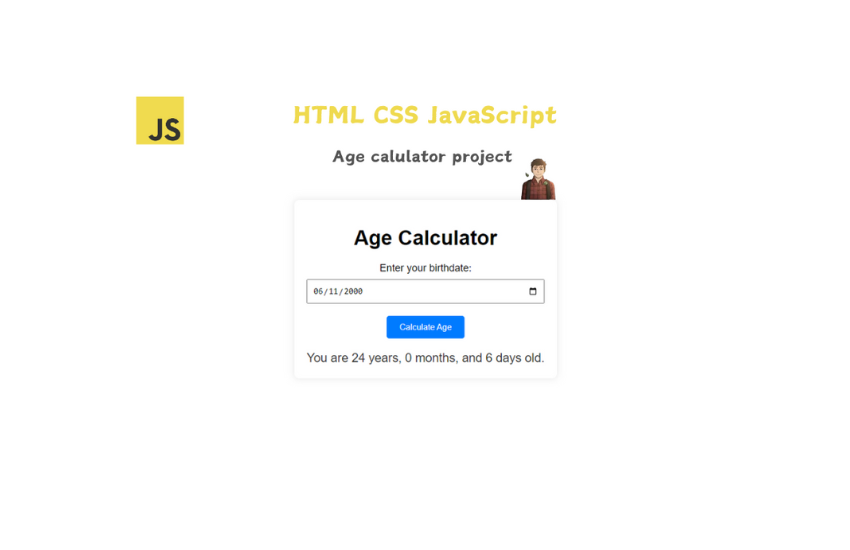 JS
HTML CSS JavaScript
Age calulator project
Age Calculator
Enter your birthdate:
06/11/2000
Calculate Age
You are 24 years, 0 months, and 6 days old.